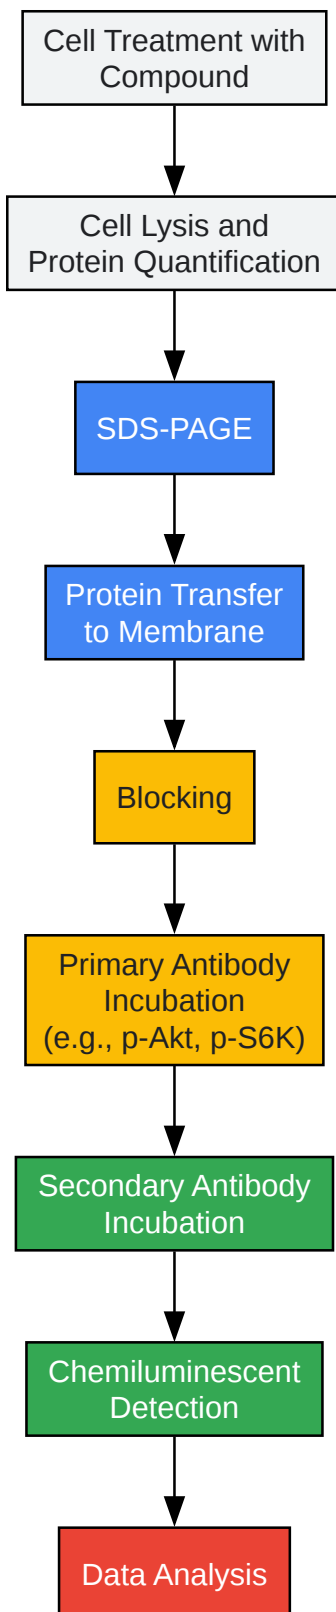 Cell Treatment with
Compound
Cell Lysis and
Protein Quantification
SDS-PAGE
Protein Transfer
to Membrane
Blocking
Primary Antibody
Incubation
(e.g., p-Akt, p-S6K)
Secondary Antibody
Incubation
Chemiluminescent
Detection
Data Analysis